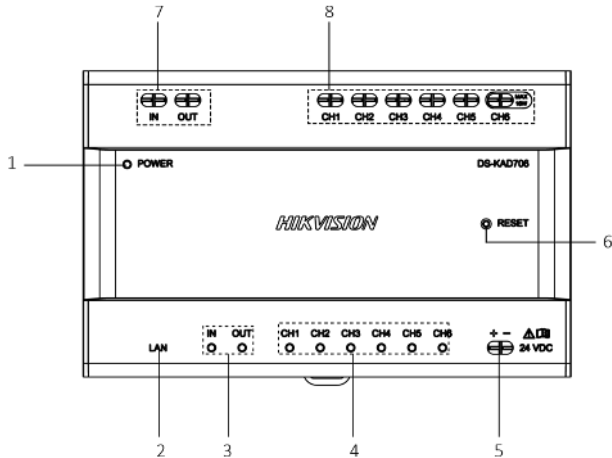 7 8
IN OUT CH1 CH2 CH3 CH4 CH5 CH6 MAX
1 POWER DS-KAD706
HIKVISION RESET
6
IN OUT CH1 CH2 CH3 CH4 CH5 CH6 + -
LAN 24 VDC
2 3 4 5